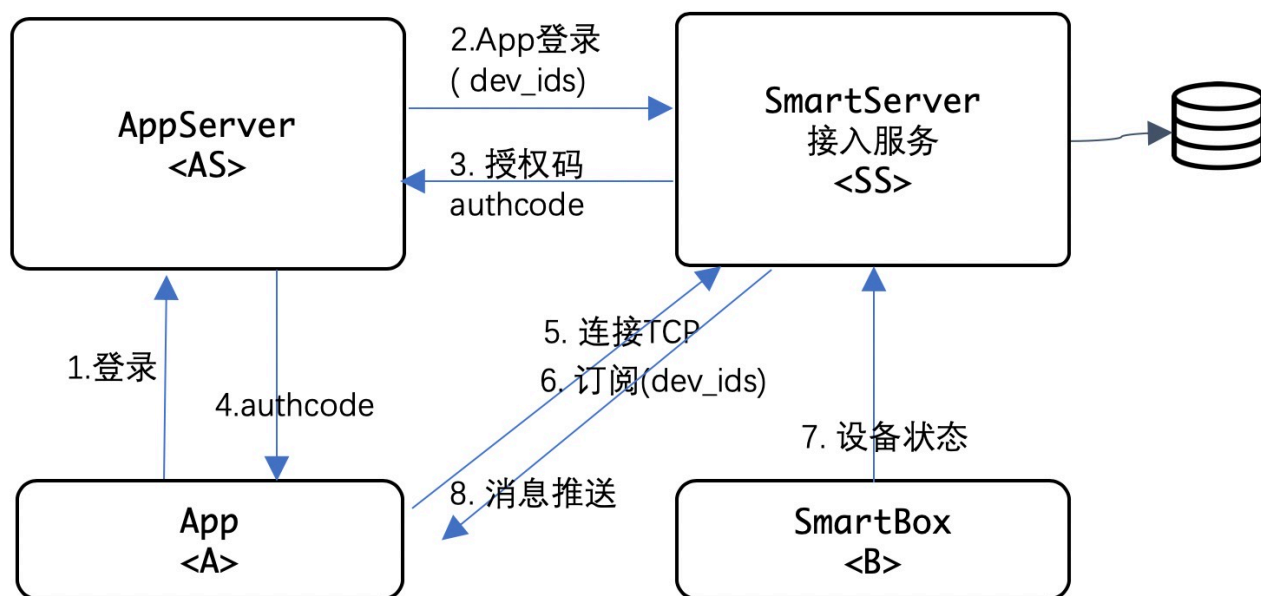 2.App登录
( dev_ids)
AppServer
<AS>
SmartServer
接入服务
<SS>
3. 授权码
authcode
1.登录
4.authcode
5. 连接TCP
6. 订阅(dev_ids)
7. 设备状态
8. 消息推送
App
<A>
SmartBox
<B>